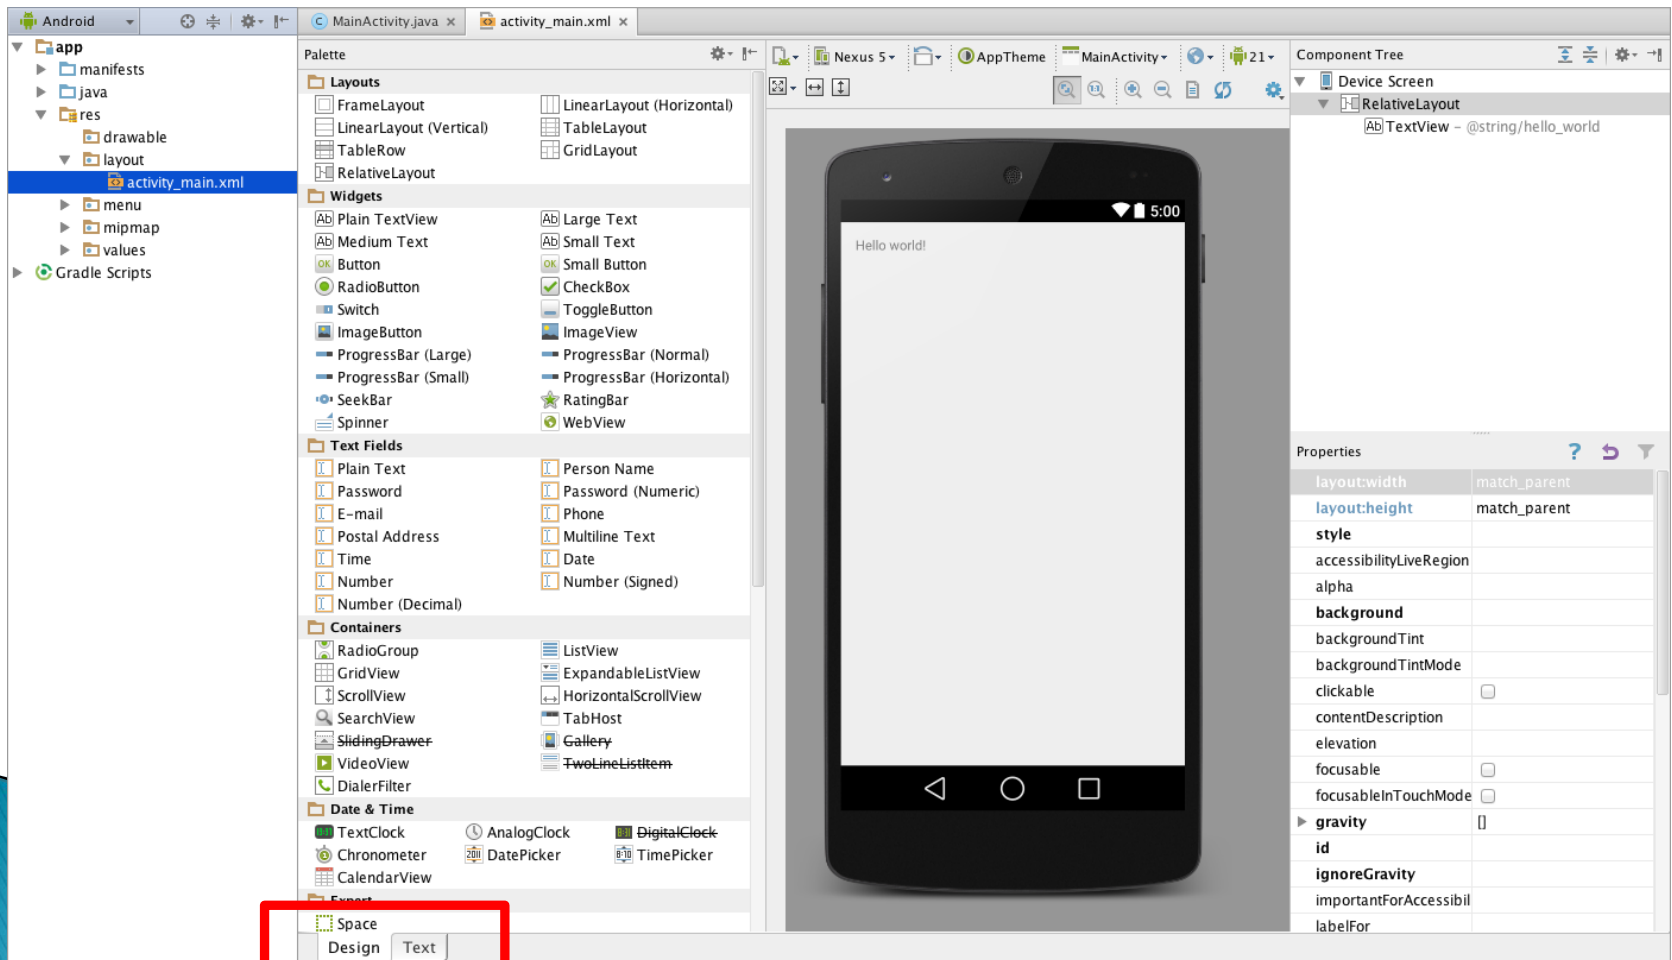 Android
MainActivity.java
activity_main.xml
app
manifests
java
res
drawable
layout
activity_main.xml
menu
mipmap
values
Gradle Scripts
Palette
Layouts
FrameLayout LinearLayout (Horizontal)
LinearLayout (Vertical) TableLayout
TableRow GridLayout
RelativeLayout
Widgets
Plain TextView Large Text
Medium Text Small Text
Button Small Button
RadioButton CheckBox
Switch ToggleButton
ImageButton ImageView
ProgressBar (Large) ProgressBar (Normal)
ProgressBar (Small) ProgressBar (Horizontal)
SeekBar RatingBar
Spinner WebView
Text Fields
Plain Text Person Name
Password Password (Numeric)
E-mail Phone
Postal Address Multiline Text
Time Date
Number Number (Signed)
Number (Decimal)
Containers
RadioGroup ListView
GridView ExpandableListView
ScrollView HorizontalScrollView
SearchView TabHost
SlidingDrawer Gallery
VideoView TwoLineListItem
DialerFilter
Date & Time
TextClock AnalogClock DigitalClock
Chronometer DatePicker TimePicker
CalendarView
Expert
Space
Design Text
Nexus 5 AppTheme MainActivity 21
5:00
Hello world!
Component Tree
Device Screen
RelativeLayout
Ab TextView – @string/hello_world
Properties
layout:width match_parent
layout:height match_parent
style
accessibilityLiveRegion
alpha
background
backgroundTint
backgroundTintMode
clickable
contentDescription
elevation
focusable
focusableInTouchMode
gravity []
id
ignoreGravity
importantForAccessibil
labelFor